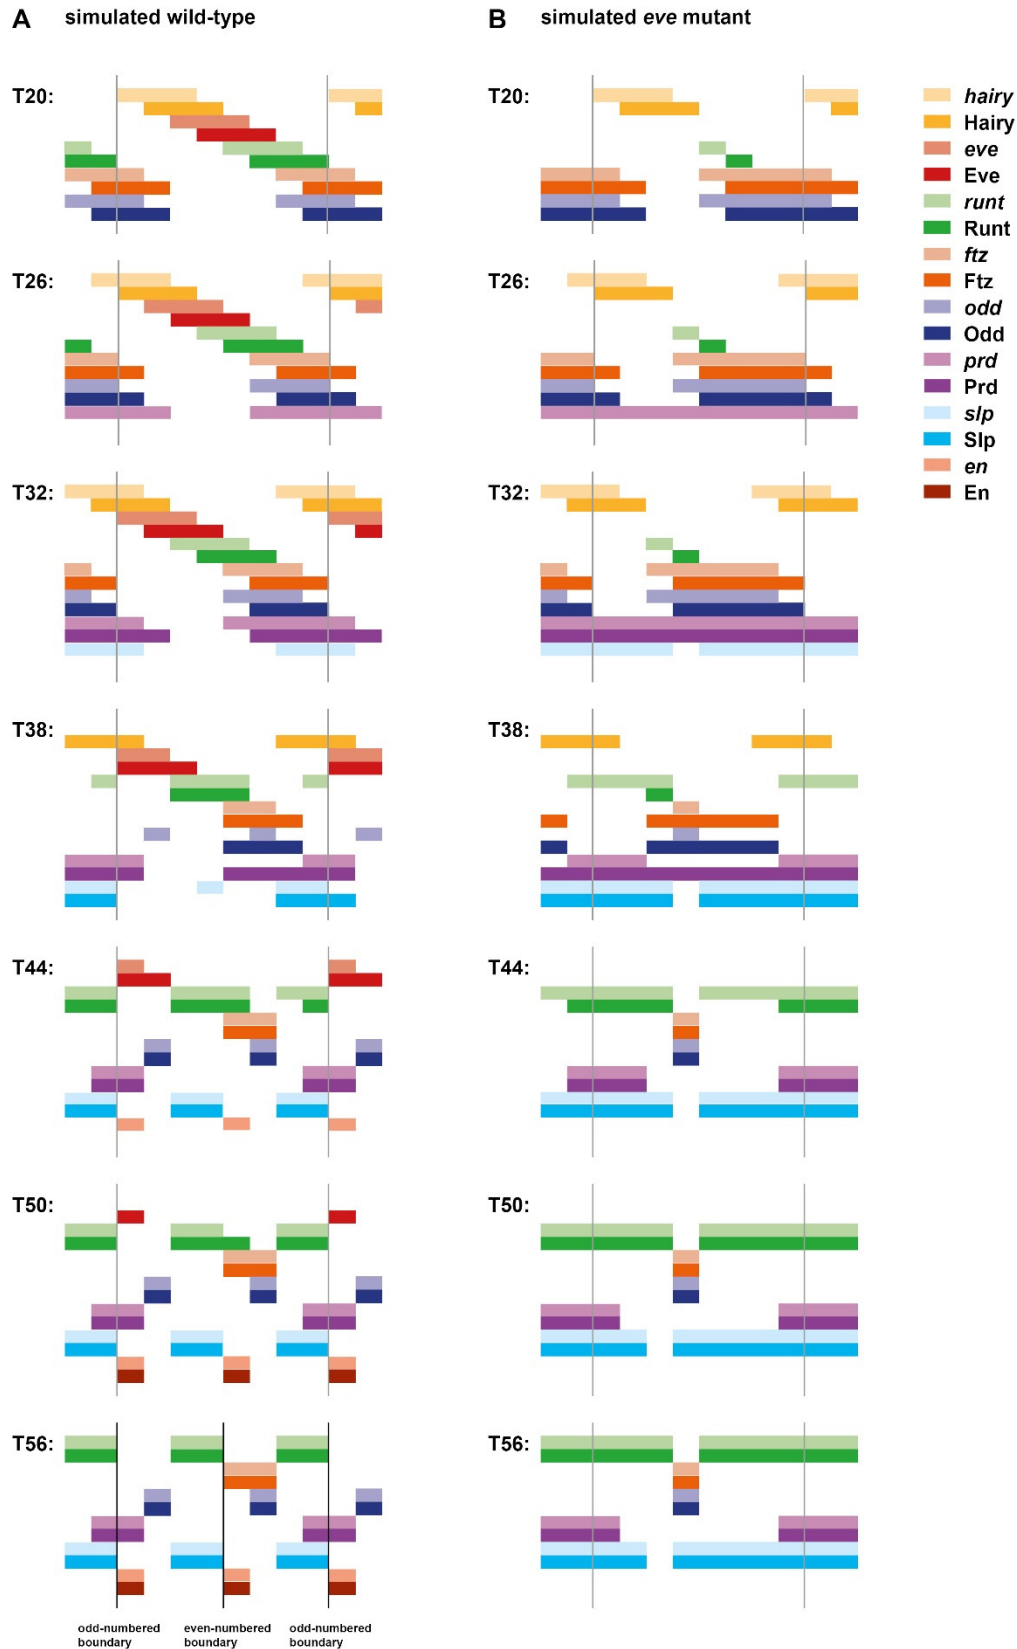 A simulated wild-type
B simulated eve mutant
T20:
T20:
hairy
Hairy
eve
Eve
runt
Runt
ftz
Ftz
odd
Odd
prd
Prd
slp
Slp
en
En
T26:
T26:
T32:
T32:
T38:
T38:
T44:
T44:
T50:
T50:
T56:
T56:
odd-numbered
boundary
even-numbered
boundary
odd-numbered
boundary